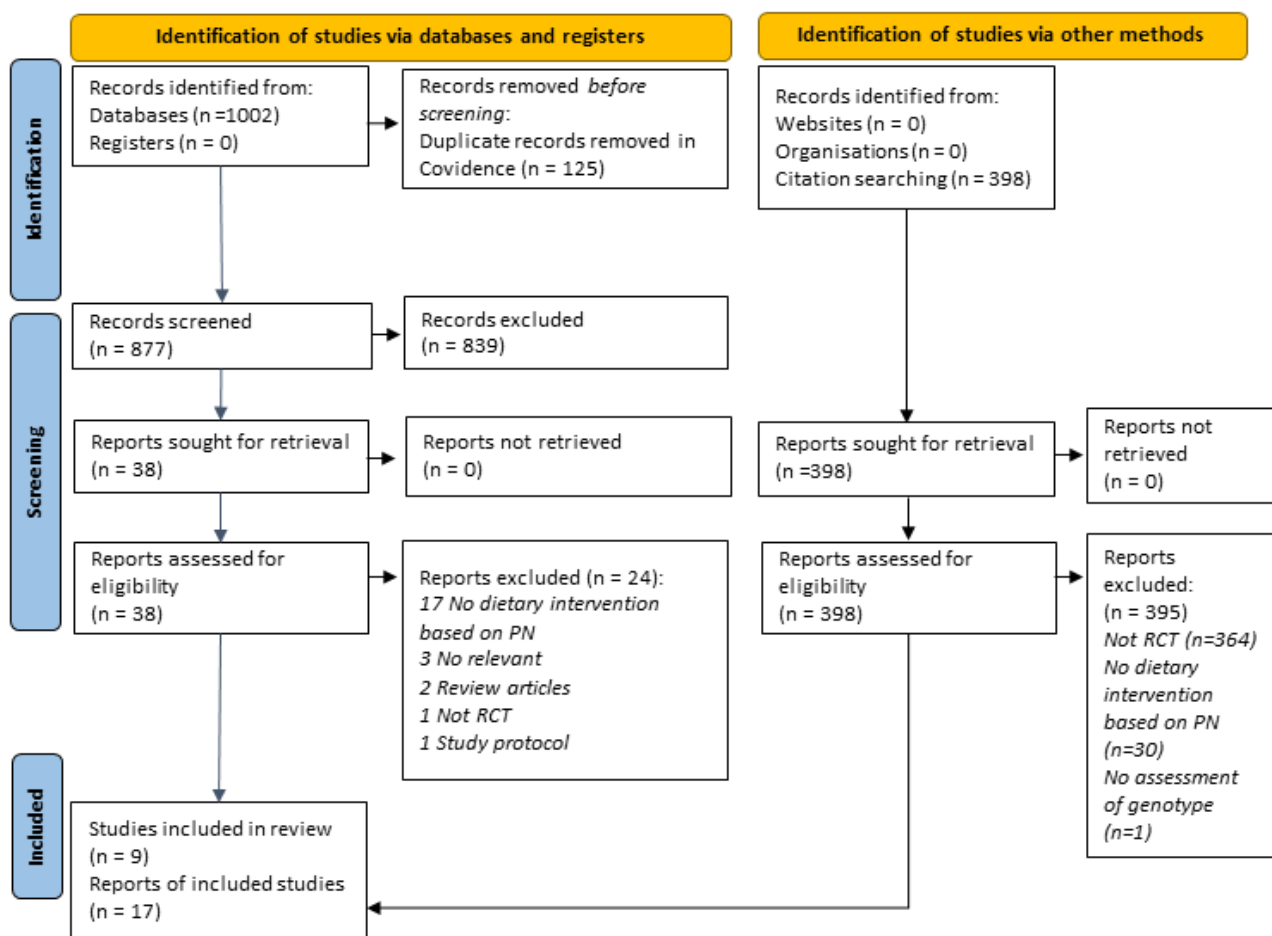 Identification of studies via databases and registers
Identification of studies via other methods
Identification
Records identified from:
Databases (n =1002)
Registers (n = 0)
Records removed before
screening:
Duplicate records removed in
Covidence (n = 125)
Records identified from:
Websites (n = 0)
Organisations (n = 0)
Citation searching (n = 398)
Screening
Records screened
(n = 877)
Records excluded
(n = 839)
Reports sought for retrieval
(n = 38)
Reports not retrieved
(n = 0)
Reports sought for retrieval
(n =398)
Reports not
retrieved
(n = 0)
Reports assessed for
eligibility
(n = 38)
Reports excluded (n = 24):
17 No dietary intervention
based on PN
3 No relevant
2 Review articles
1 Not RCT
1 Study protocol
Reports assessed for
eligibility
(n = 398)
Reports
excluded:
(n = 395)
Not RCT (n=364)
No dietary
intervention
based on PN
(n=30)
No assessment
of genotype
(n=1)
Included
Studies included in review
(n = 9)
Reports of included studies
(n = 17)